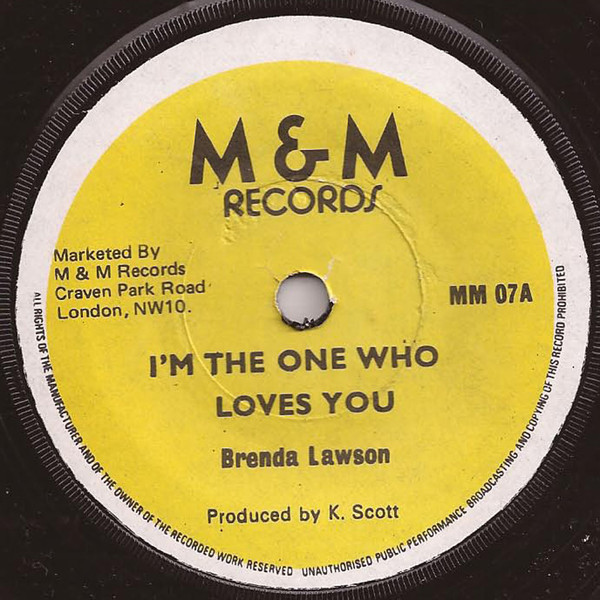 M & M
RECORDS
Marketed By
M & M Records
Craven Park Road
London, NW10.
MM 07A
I'M THE ONE WHO
LOVES YOU
Brenda Lawson
Produced by K. Scott
ALL RIGHTS OF THE MANUFACTURER AND OF THE OWNER OF THE RECORDED WORK RESERVED UNAUTHORISED PUBLIC PERFORMANCE BROADCASTING AND COPYING OF THIS RECORD PROHIBITED